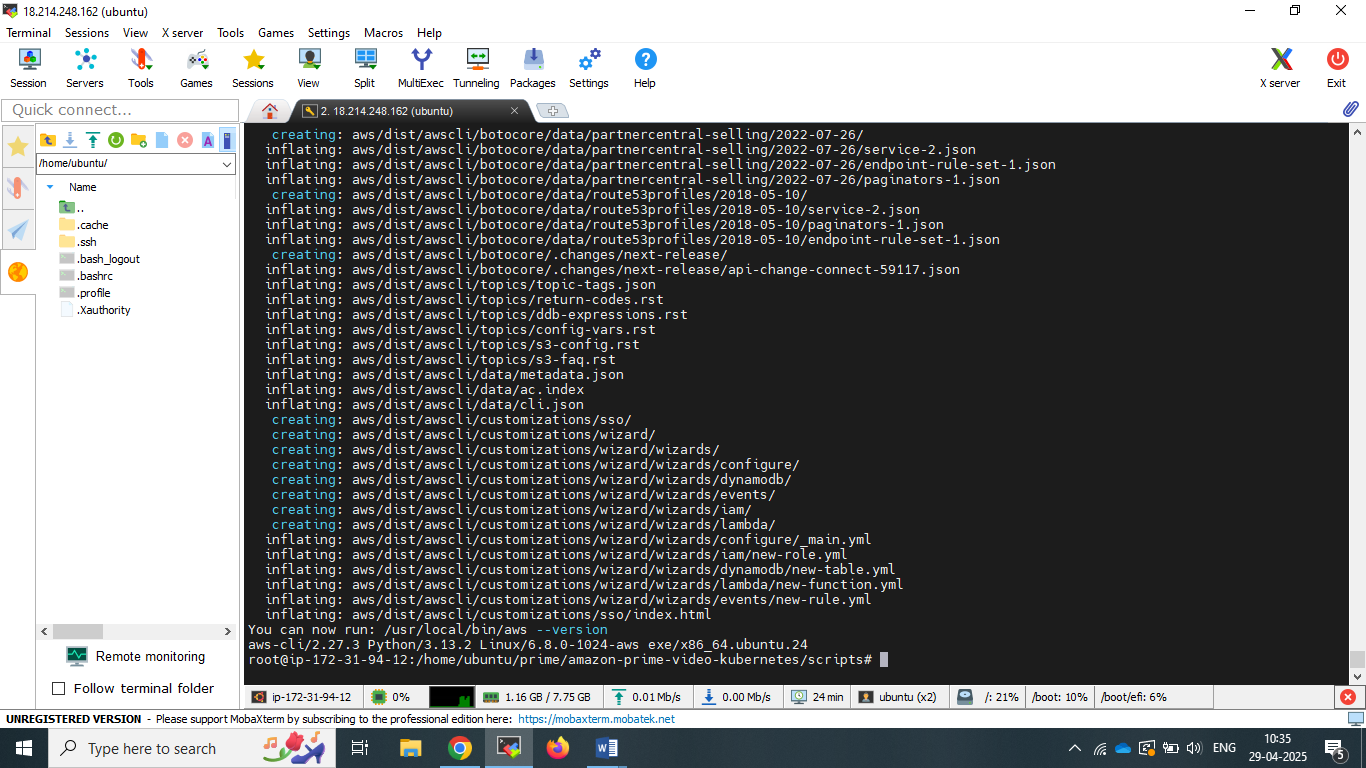 18.214.248.162 (ubuntu)
Terminal Sessions View X server Tools Games Settings Macros Help
Session Servers Tools Games Sessions View Split MultiExec Tunneling Packages Settings Help X server Exit
Quick connect...
2. 18.214.248.162 (ubuntu)
/home/ubuntu/
Name
..
.cache
.ssh
.bash_logout
.bashrc
.profile
.Xauthority
Remote monitoring
Follow terminal folder
creating: aws/dist/awscli/botocore/data/partnercentral-selling/2022-07-26/
inflating: aws/dist/awscli/botocore/data/partnercentral-selling/2022-07-26/service-2.json
inflating: aws/dist/awscli/botocore/data/partnercentral-selling/2022-07-26/endpoint-rule-set-1.json
inflating: aws/dist/awscli/botocore/data/partnercentral-selling/2022-07-26/paginators-1.json
creating: aws/dist/awscli/botocore/data/route53profiles/2018-05-10/
inflating: aws/dist/awscli/botocore/data/route53profiles/2018-05-10/service-2.json
inflating: aws/dist/awscli/botocore/data/route53profiles/2018-05-10/paginators-1.json
inflating: aws/dist/awscli/botocore/data/route53profiles/2018-05-10/endpoint-rule-set-1.json
creating: aws/dist/awscli/botocore/.changes/next-release/
inflating: aws/dist/awscli/botocore/.changes/next-release/api-change-connect-59117.json
inflating: aws/dist/awscli/topics/topic-tags.json
inflating: aws/dist/awscli/topics/return-codes.rst
inflating: aws/dist/awscli/topics/ddb-expressions.rst
inflating: aws/dist/awscli/topics/config-vars.rst
inflating: aws/dist/awscli/topics/s3-config.rst
inflating: aws/dist/awscli/topics/s3-faq.rst
inflating: aws/dist/awscli/data/metadata.json
inflating: aws/dist/awscli/data/ac.index
inflating: aws/dist/awscli/data/cli.json
creating: aws/dist/awscli/customizations/sso/
creating: aws/dist/awscli/customizations/wizard/
creating: aws/dist/awscli/customizations/wizard/wizards/
creating: aws/dist/awscli/customizations/wizard/wizards/configure/
creating: aws/dist/awscli/customizations/wizard/wizards/dynamodb/
creating: aws/dist/awscli/customizations/wizard/wizards/events/
creating: aws/dist/awscli/customizations/wizard/wizards/iam/
creating: aws/dist/awscli/customizations/wizard/wizards/lambda/
inflating: aws/dist/awscli/customizations/wizard/wizards/configure/_main.yml
inflating: aws/dist/awscli/customizations/wizard/wizards/iam/new-role.yml
inflating: aws/dist/awscli/customizations/wizard/wizards/dynamodb/new-table.yml
inflating: aws/dist/awscli/customizations/wizard/wizards/lambda/new-function.yml
inflating: aws/dist/awscli/customizations/wizard/wizards/events/new-rule.yml
inflating: aws/dist/awscli/customizations/sso/index.html
You can now run: /usr/local/bin/aws --version
aws-cli/2.27.3 Python/3.13.2 Linux/6.8.0-1024-aws exe/x86_64.ubuntu.24
root@ip-172-31-94-12:/home/ubuntu/prime/amazon-prime-video-kubernetes/scripts#
ip-172-31-94-12 0% 1.16 GB / 7.75 GB 0.01 Mb/s 0.00 Mb/s 24 min ubuntu (x2) /: 21% /boot: 10% /boot/efi: 6%
UNREGISTERED VERSION - Please support MobaXterm by subscribing to the professional edition here: https://mobaxterm.mobatek.net
Type here to search
ENG
10:35
29-04-2025
5